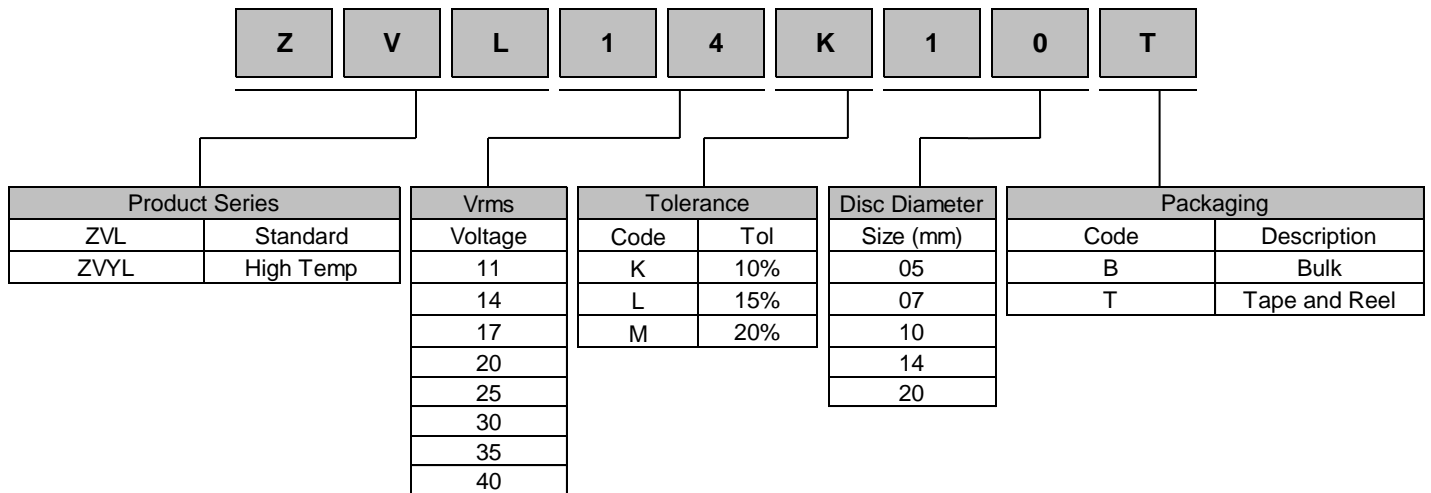 Z V L 1 4 K 1 0 T
Product Series Vrms Tolerance Disc Diameter Packaging
ZVL Standard Voltage Code Tol Size (mm) Code Description
ZVYL High Temp 11 K 10% 05 B Bulk
14 L 15% 07 T Tape and Reel
17 M 20% 10
20 14
25 20
30
35
40